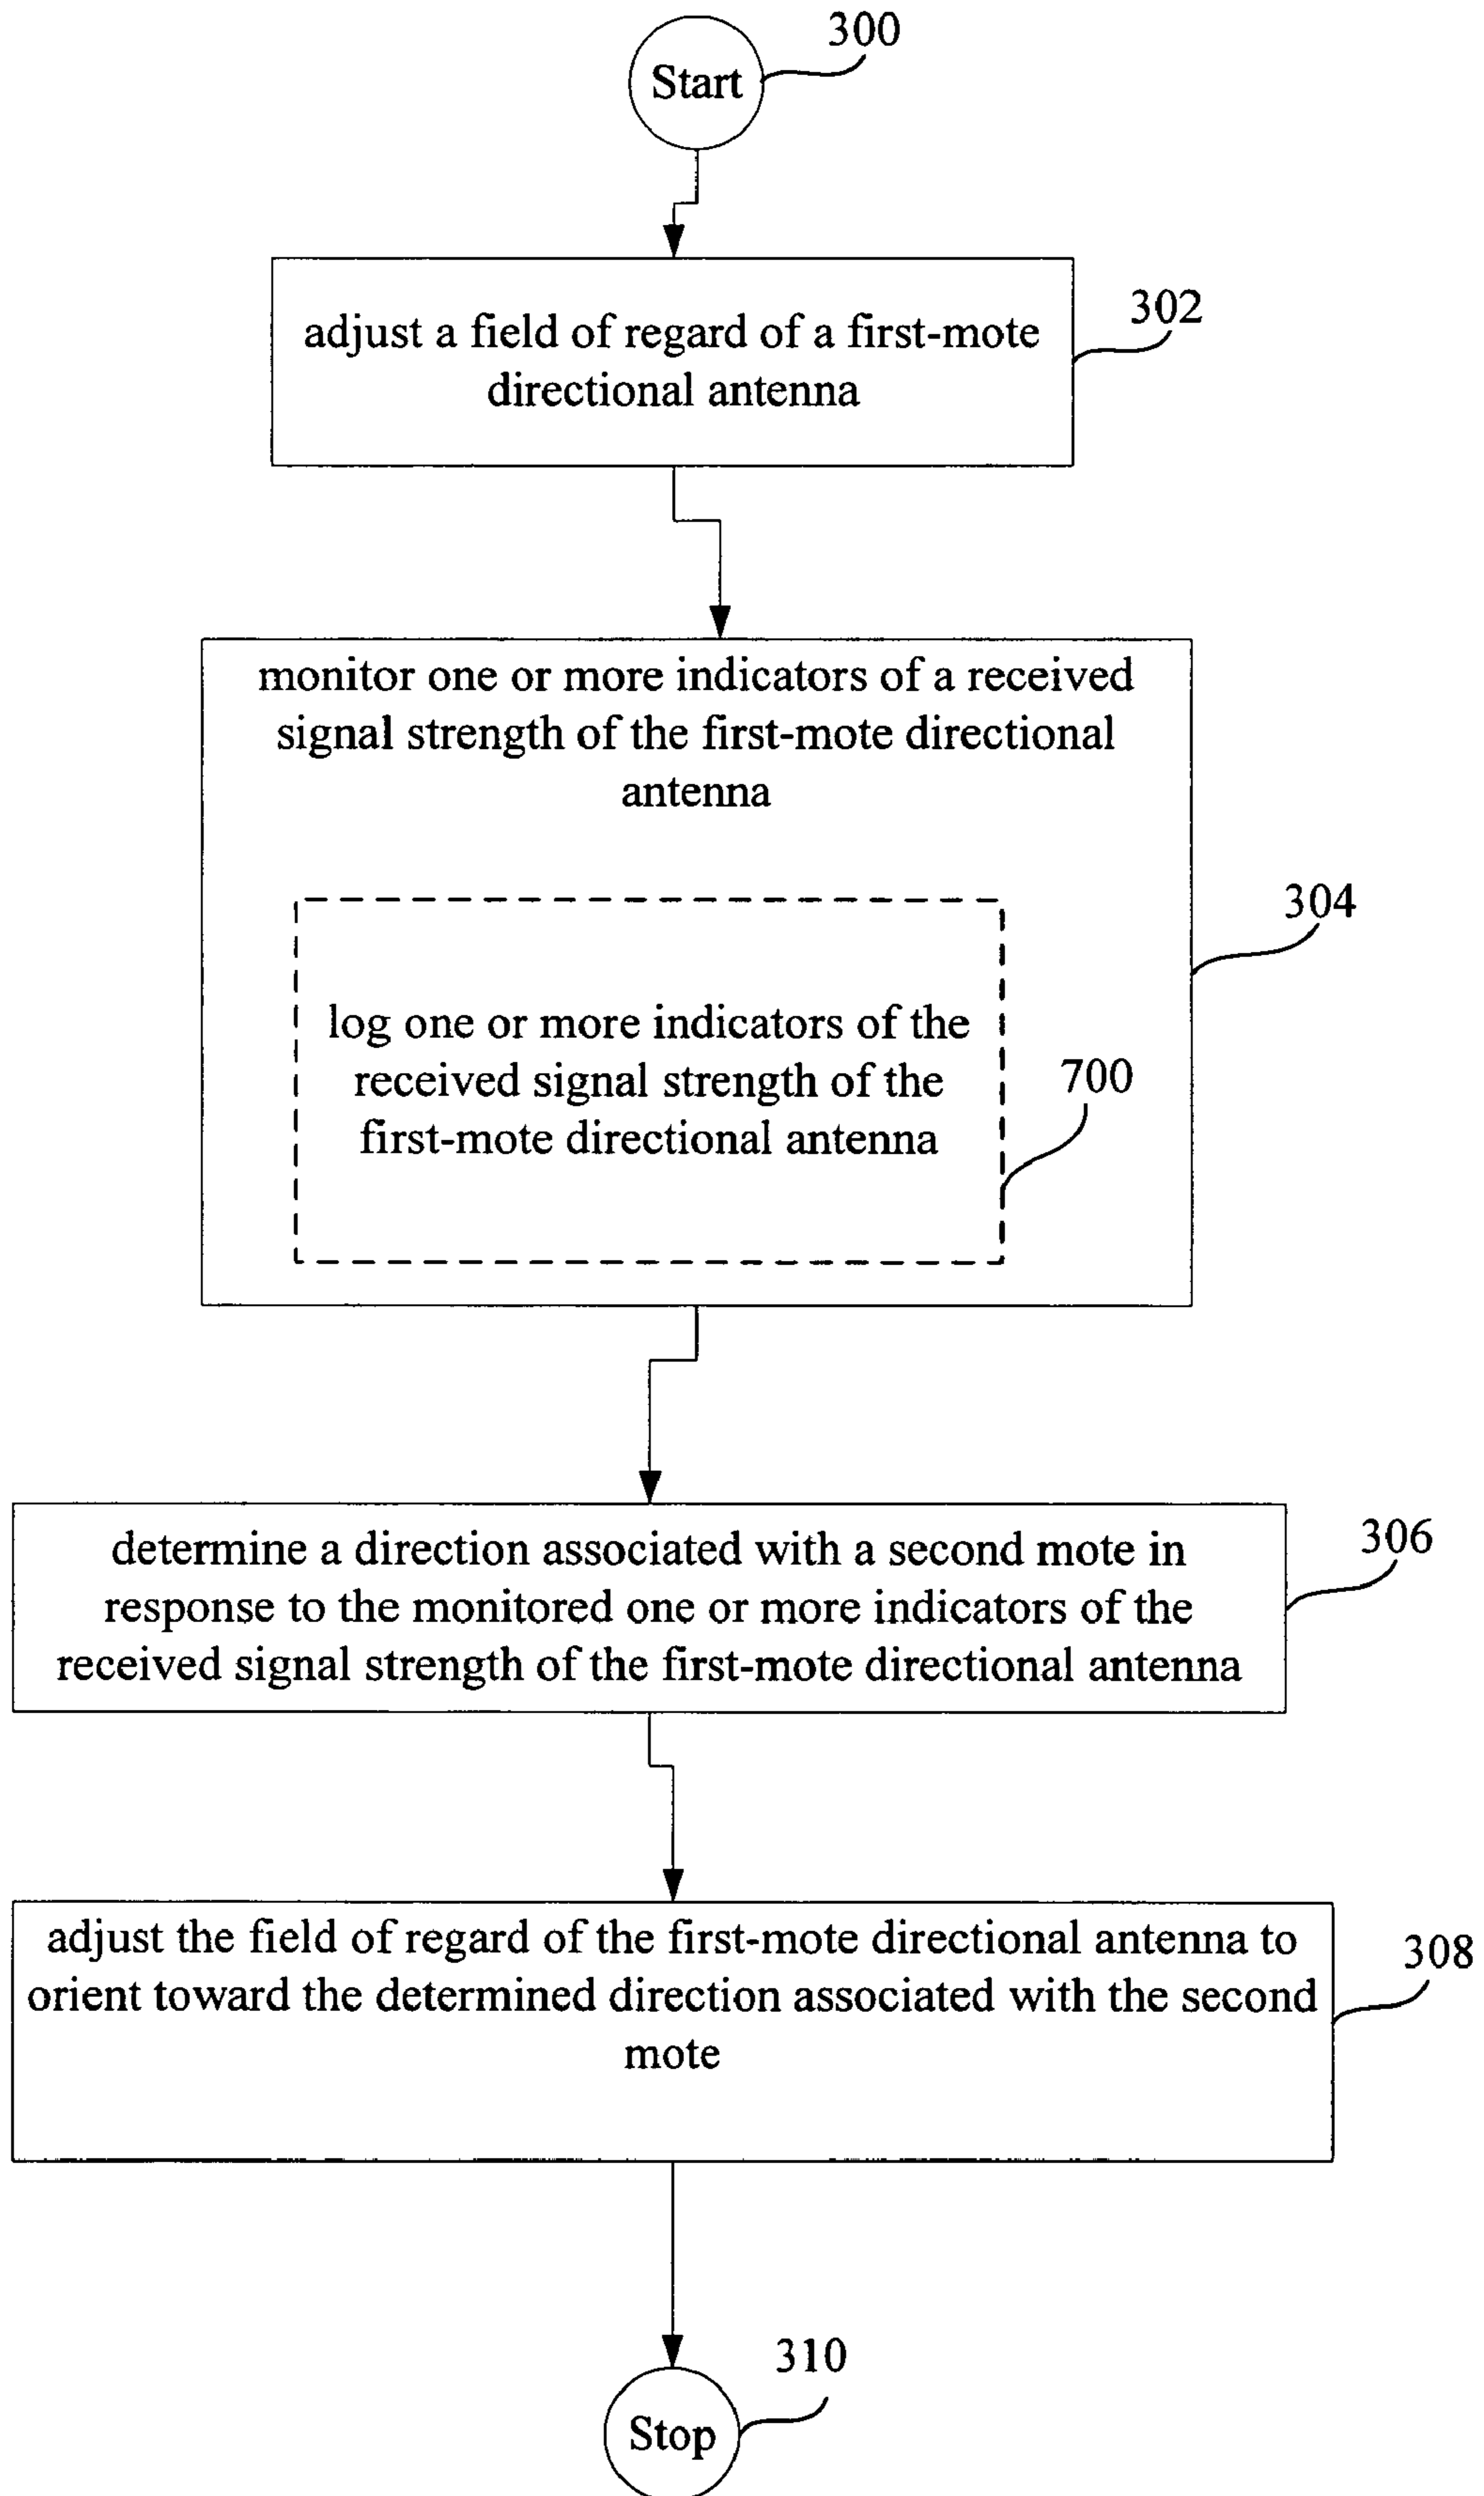 300
Start
302
adjust a field of regard of a first-mote
directional antenna
monitor one or more indicators of a received
signal strength of the first-mote directional
antenna
304
log one or more indicators of the
received signal strength of the
first-mote directional antenna
700
306
determine a direction associated with a second mote in
response to the monitored one or more indicators of the
received signal strength of the first-mote directional antenna
adjust the field of regard of the first-mote directional antenna to
orient toward the determined direction associated with the second
mote
308
310
Stop